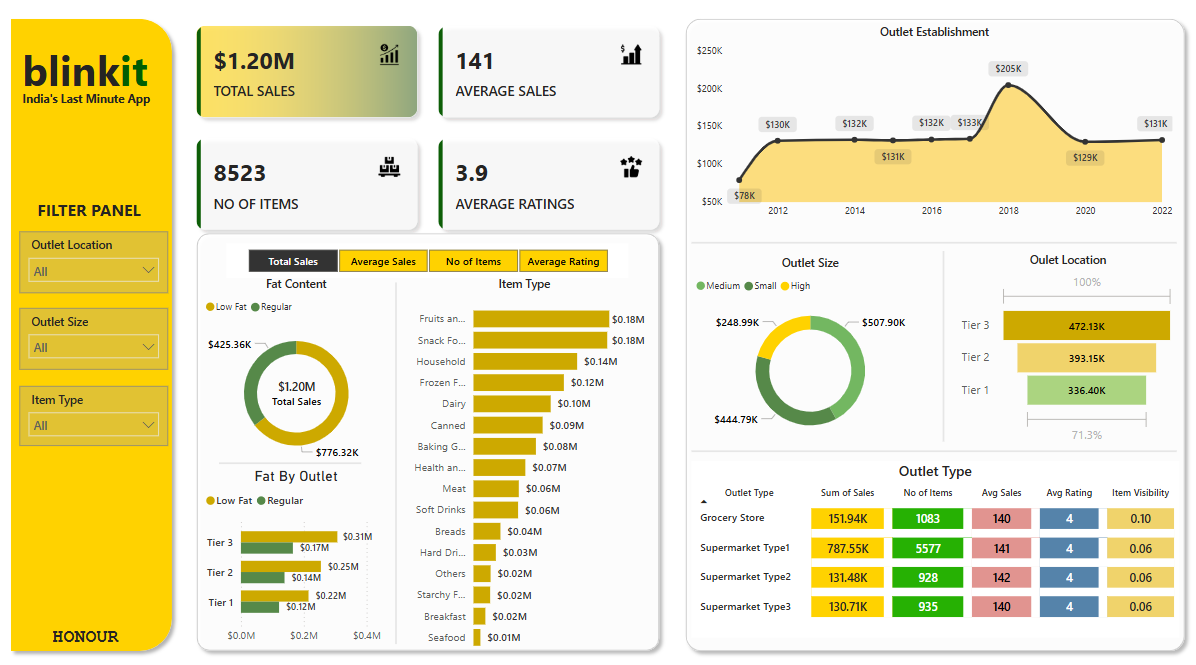 blinkit
India's Last Minute App
FILTER PANEL
Outlet Location
All
Outlet Size
All
Item Type
All
HONOUR
$1.20M
TOTAL SALES
141
AVERAGE SALES
8523
NO OF ITEMS
3.9
AVERAGE RATINGS
Total Sales Average Sales No of Items Average Rating
Fat Content
Low Fat Regular
$425.36K
$1.20M
Total Sales
$776.32K
Fat By Outlet
Low Fat Regular
Tier 3 $0.31M
$0.17M
Tier 2 $0.25M
$0.14M
Tier 1 $0.22M
$0.12M
$0.0M $0.2M $0.4M
Item Type
Fruits an... $0.18M
Snack Fo... $0.18M
Household $0.14M
Frozen F... $0.12M
Dairy $0.10M
Canned $0.09M
Baking G... $0.08M
Health an... $0.07M
Meat $0.06M
Soft Drinks $0.06M
Breads $0.04M
Hard Dri... $0.03M
Others $0.02M
Starchy F... $0.02M
Breakfast $0.02M
Seafood $0.01M
Outlet Establishment
$250K
$200K
$150K
$100K
$50K
$78K
$130K
$132K
$131K
$132K
$133K
$205K
$129K
$131K
2012 2014 2016 2018 2020 2022
Outlet Size
Medium Small High
$248.99K
$507.90K
$444.79K
Oulet Location
100%
Tier 3 472.13K
Tier 2 393.15K
Tier 1 336.40K
71.3%
Outlet Type
Outlet Type Sum of Sales No of Items Avg Sales Avg Rating Item Visibility
Grocery Store 151.94K 1083 140 4 0.10
Supermarket Type1 787.55K 5577 141 4 0.06
Supermarket Type2 131.48K 928 142 4 0.06
Supermarket Type3 130.71K 935 140 4 0.06